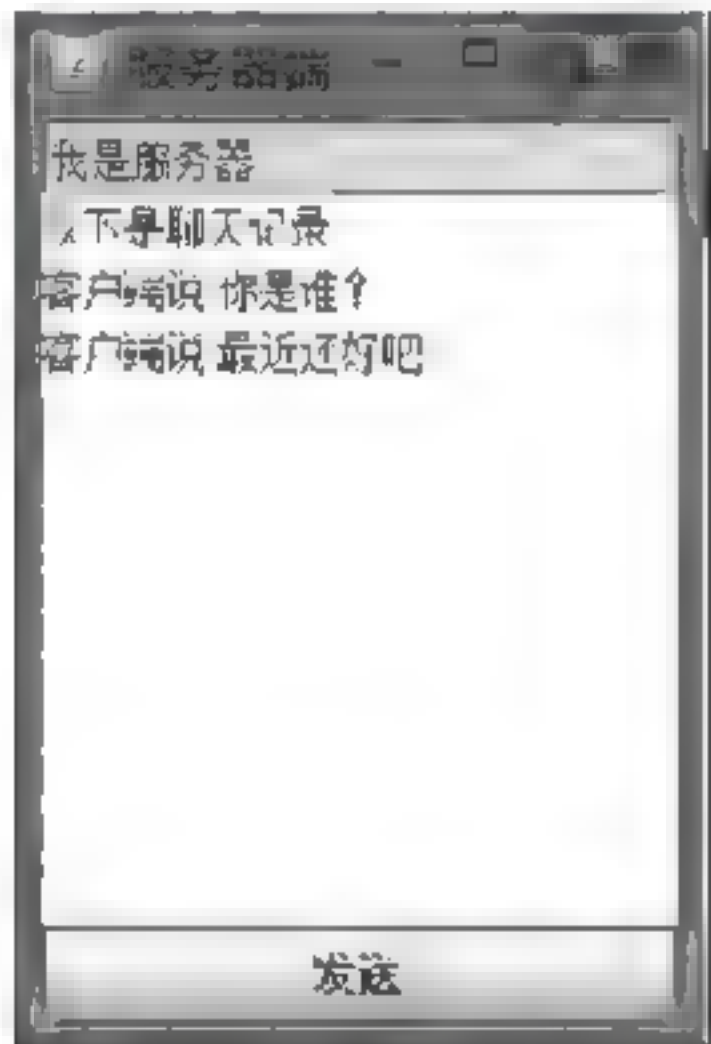 服务器端
我是服务器
以下是聊天记录
客户端说 你是谁？
客户端说 最近还好吧
发送